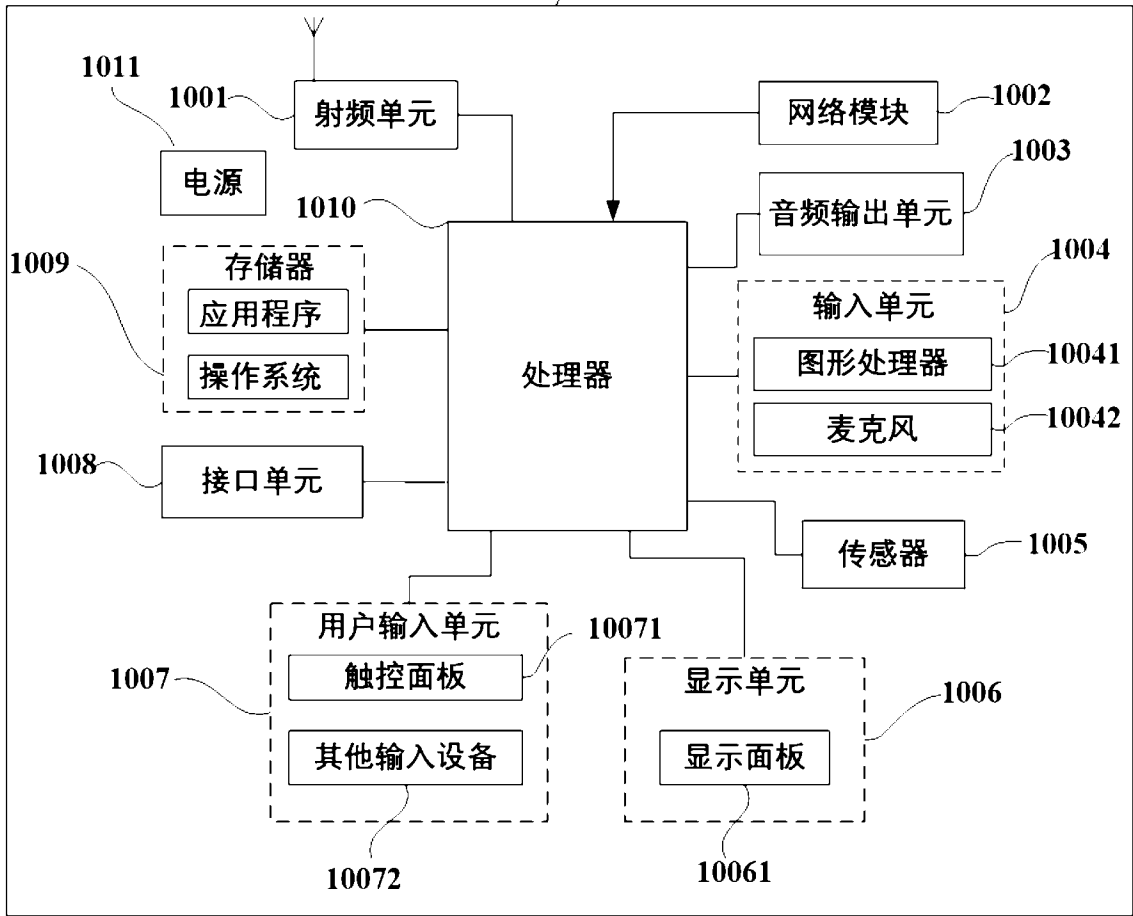 1011
1001
射频单元
网络模块
1002
电源
1003
1010
音频输出单元
1009
存储器
应用程序
操作系统
1004
输入单元
图形处理器
10041
麦克风
10042
处理器
1008
接口单元
传感器
1005
用户输入单元
10071
1007
触控面板
其他输入设备
10072
显示单元
1006
显示面板
10061